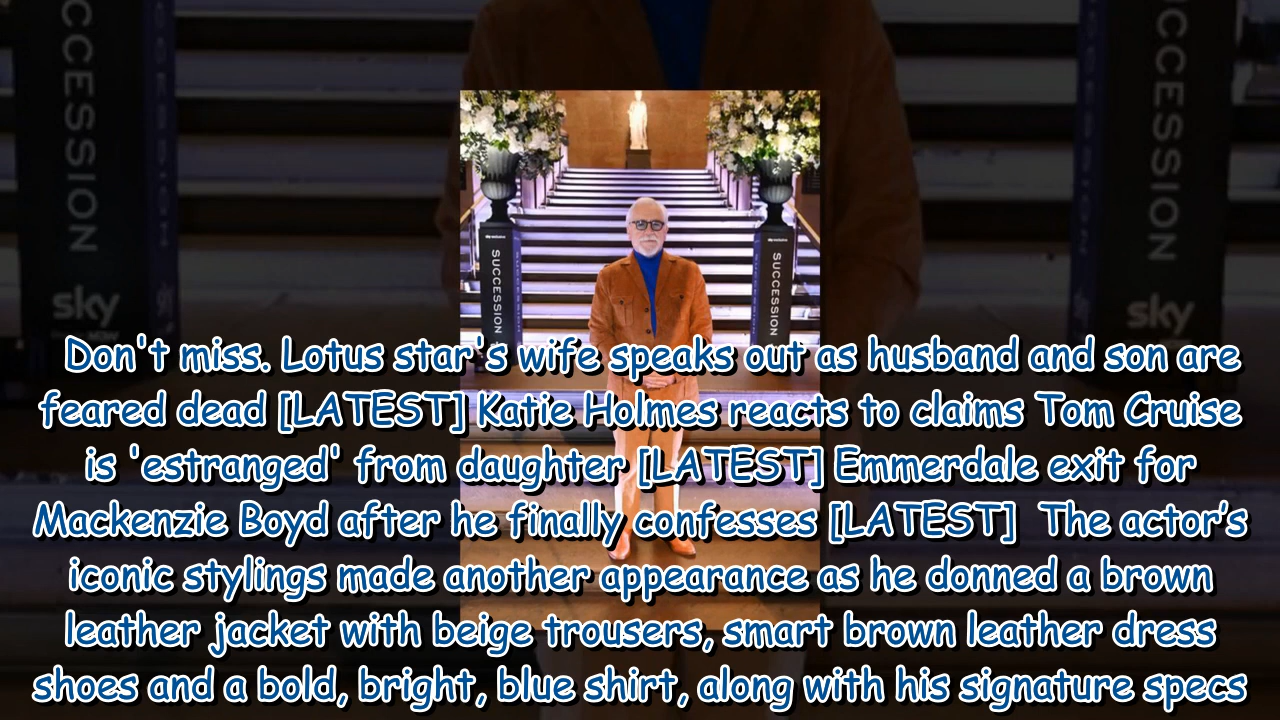 SUCCESSION
sky
SUCCESSION
sky
SUCCESSION
SUCCESSION
Don't miss. Lotus star's wife speaks out as husband and son are
feared dead [LATEST] Katie Holmes reacts to claims Tom Cruise
is 'estranged' from daughter [LATEST] Emmerdale exit for
Mackenzie Boyd after he finally confesses [LATEST]  The actor’s
iconic stylings made another appearance as he donned a brown
leather jacket with beige trousers, smart brown leather dress
shoes and a bold, bright, blue shirt, along with his signature specs